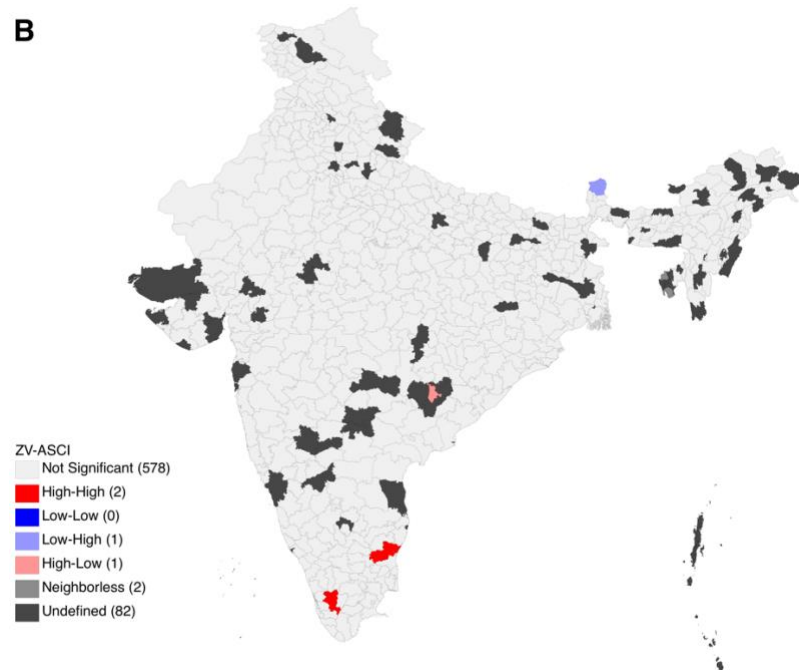 B
ZV-ASCI
Not Significant (578)
High-High (2)
Low-Low (0)
Low-High (1)
High-Low (1)
Neighborless (2)
Undefined (82)